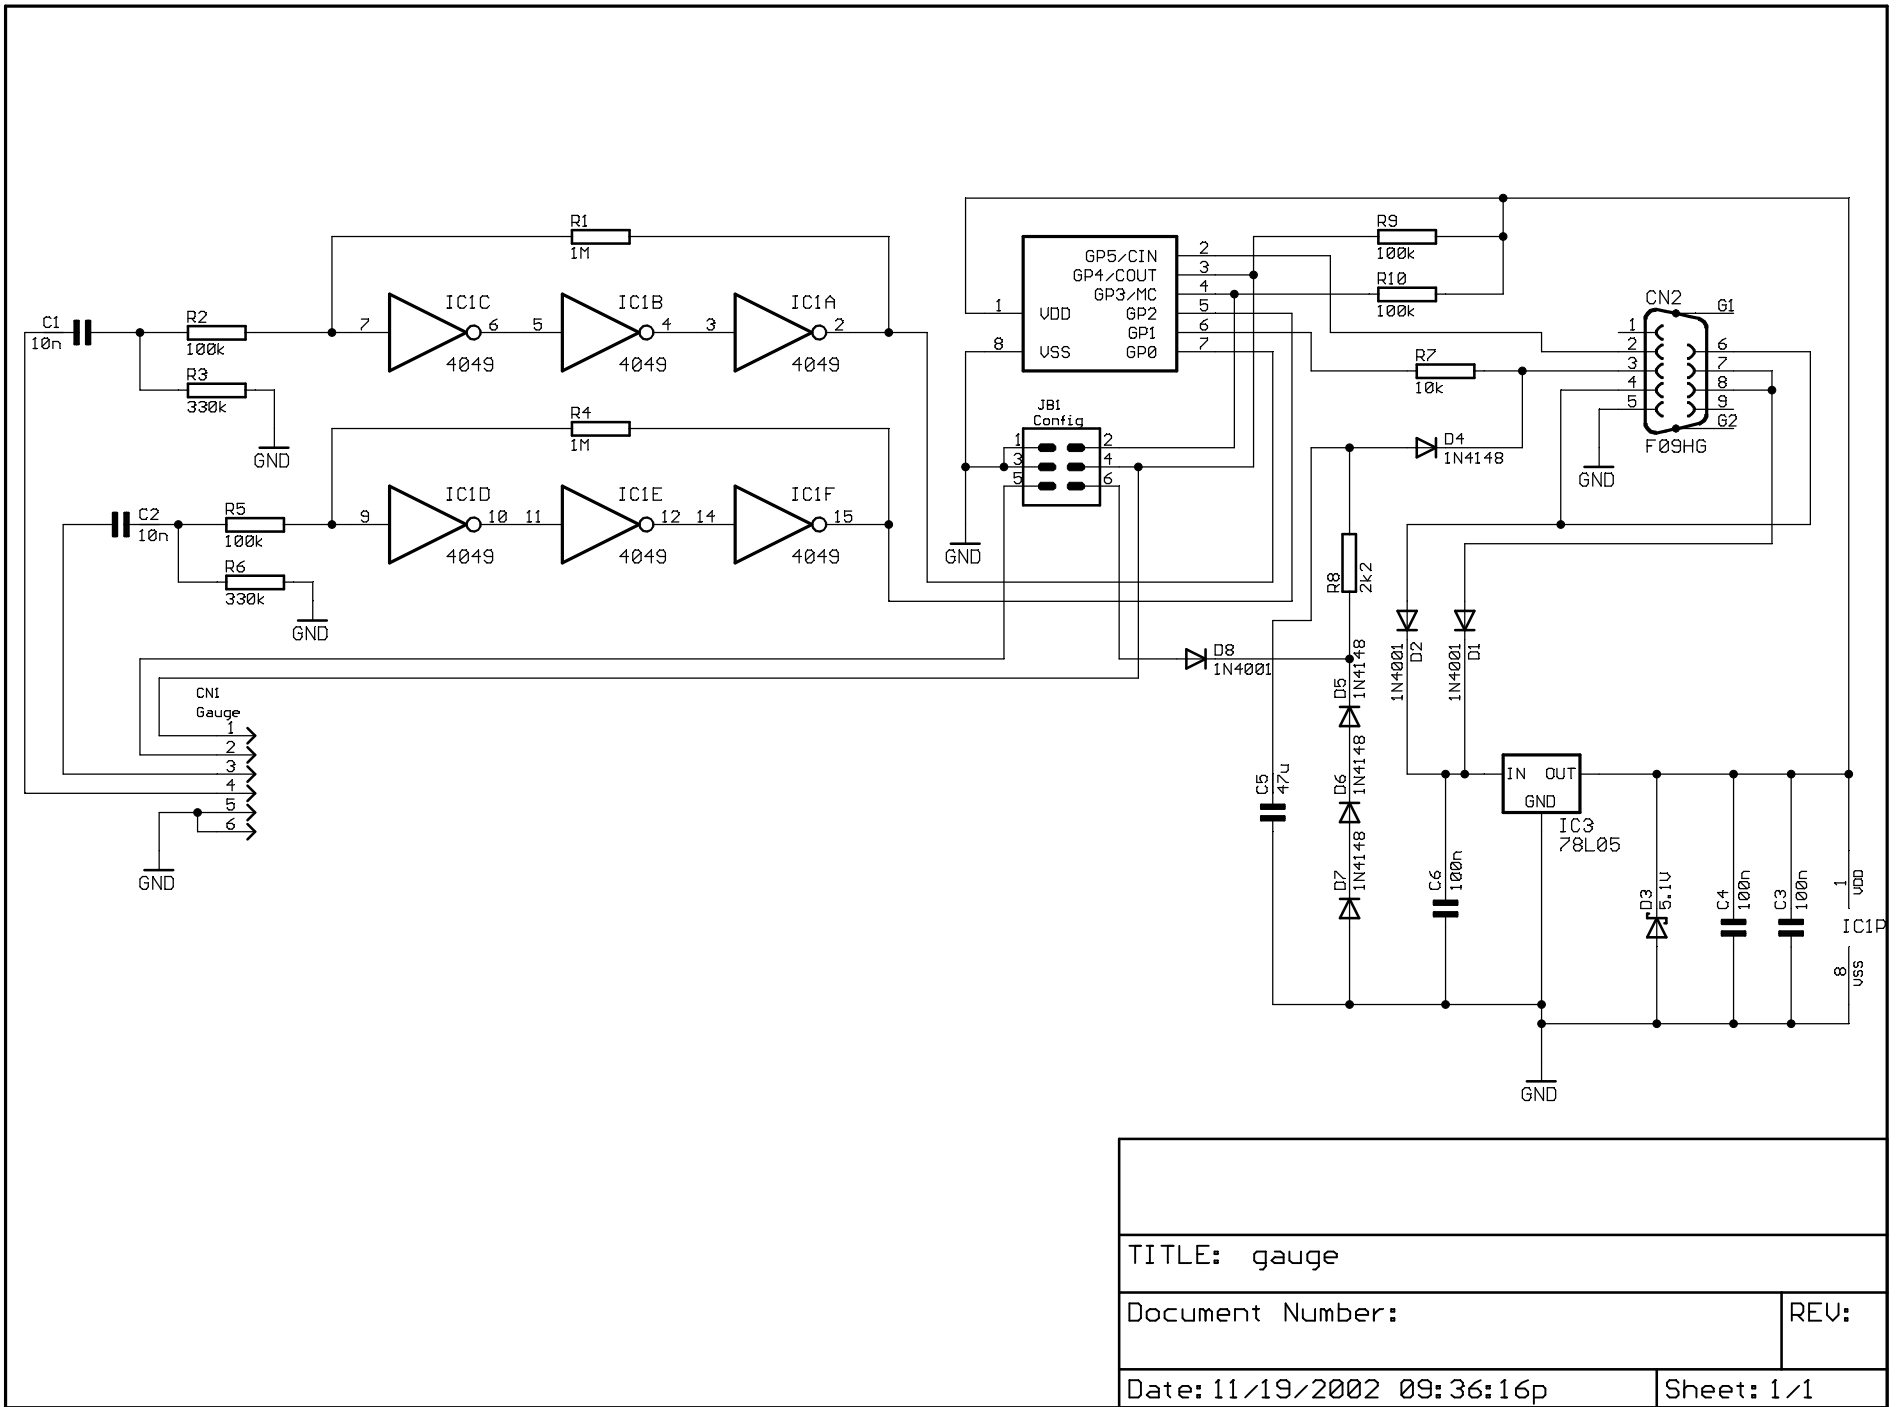 R1
1M
IC1C
IC1B
IC1A
C1
10n
R2
100k
7
6
5
4
3
2
4049
4049
4049
R3
330k
GND
R4
1M
IC1D
IC1E
IC1F
C2
10n
R5
100k
9
10
11
12
14
15
4049
4049
4049
R6
330k
GND
CN1
Gauge
1
2
3
4
5
6
GND
GP5/CIN
2
GP4/COUT
3
GP3/MC
4
1
VDD
GP2
5
GP1
6
8
VSS
GP0
7
R9
100k
R10
100k
R7
10k
JB1
Config
1
2
3
4
5
6
GND
D4
1N4148
CN2
G1
1
2
3
4
5
6
7
8
9
G2
F09HG
GND
R8
2k2
D8
1N4001
D5
1N4148
D6
1N4148
D7
1N4148
C5
47u
1N4001
D2
1N4001
D1
C6
100n
IN OUT
GND
IC3
78L05
D3
5.1V
C4
100n
C3
100n
1
VDD
IC1P
8
VSS
GND
TITLE: gauge
Document Number:
REV:
Date: 11/19/2002 09:36:16p
Sheet: 1/1